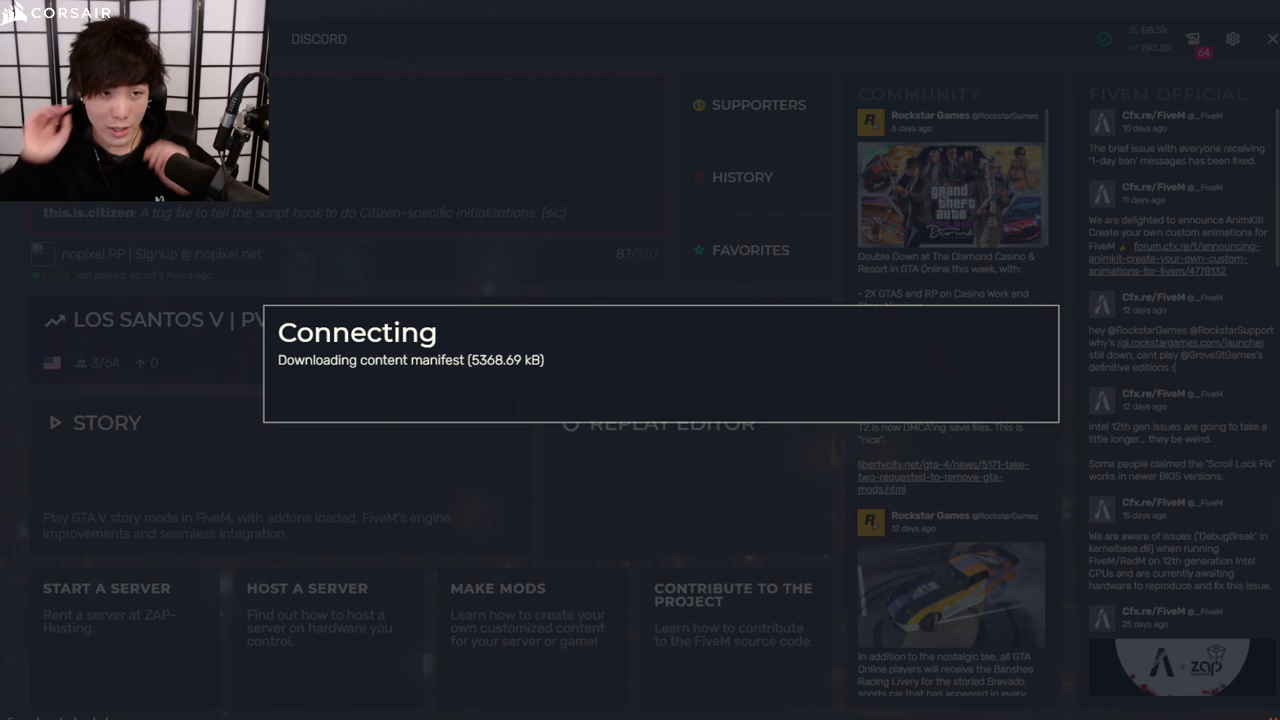 CORSAIR
DISCORD
68.5k
190.8k
64
this.is.citizen: A tag file to tell the script hook to do Citizen-specific initializations. (sic)
nopixel RP | Signup @ nopixel.net
87/120
last played: about 5 hours ago
LOS SANTOS V | PV
3/64
0
Connecting
Downloading content manifest (5368.69 kB)
STORY
Play GTA V story mode in FiveM, with addons loaded, FiveM's engine
improvements and seamless integration.
REPLAY EDITOR
START A SERVER
Rent a server at ZAP-
Hosting.
HOST A SERVER
Find out how to host a
server on hardware you
control.
MAKE MODS
Learn how to create your
own customized content
for your server or game!
CONTRIBUTE TO THE
PROJECT
Learn how to contribute
to the FiveM source code.
SUPPORTERS
HISTORY
FAVORITES
COMMUNITY
Rockstar Games @RockstarGames
6 days ago
grand
theft
auto
ONLINE
Diamond
Double Down at The Diamond Casino &
Resort in GTA Online this week, with:
• 2X GTA$ and RP on Casino Work and
T2 is now DMCA'ing save files. This is
"nice".
libertycity.net/gta-4/news/5171-take-
two-requested-to-remove-gta-
mods.html
Rockstar Games @RockstarGames
12 days ago
In addition to the nostalgic tee, all GTA
Online players will receive the Banshee
Racing Livery for the storied Bravado
sports car that has appeared in every
FIVEM OFFICIAL
Cfx.re/FiveM @_FiveM
10 days ago
The brief issue with everyone receiving
'1-day ban' messages has been fixed.
Cfx.re/FiveM @_FiveM
11 days ago
We are delighted to announce AnimKit!
Create your own custom animations for
FiveM forum.cfx.re/t/announcing-
animkit-create-your-own-custom-
animations-for-fivem/4778132
Cfx.re/FiveM @_FiveM
12 days ago
hey @RockstarGames @RockstarSupport
why's rgl.rockstargames.com/launcher
still down, cant play @GroveStGames's
definitive editions :(
Cfx.re/FiveM @_FiveM
12 days ago
Intel 12th gen issues are going to take a
little longer... they be weird.
Some people claimed the 'Scroll Lock Fix'
works in newer BIOS versions.
Cfx.re/FiveM @_FiveM
15 days ago
We are aware of issues ['DebugBreak' in
kernelbase.dll] when running
FiveM/RedM on 12th generation Intel
CPUs and are currently awaiting
hardware to reproduce and fix this issue.
Cfx.re/FiveM @_FiveM
25 days ago
x zap